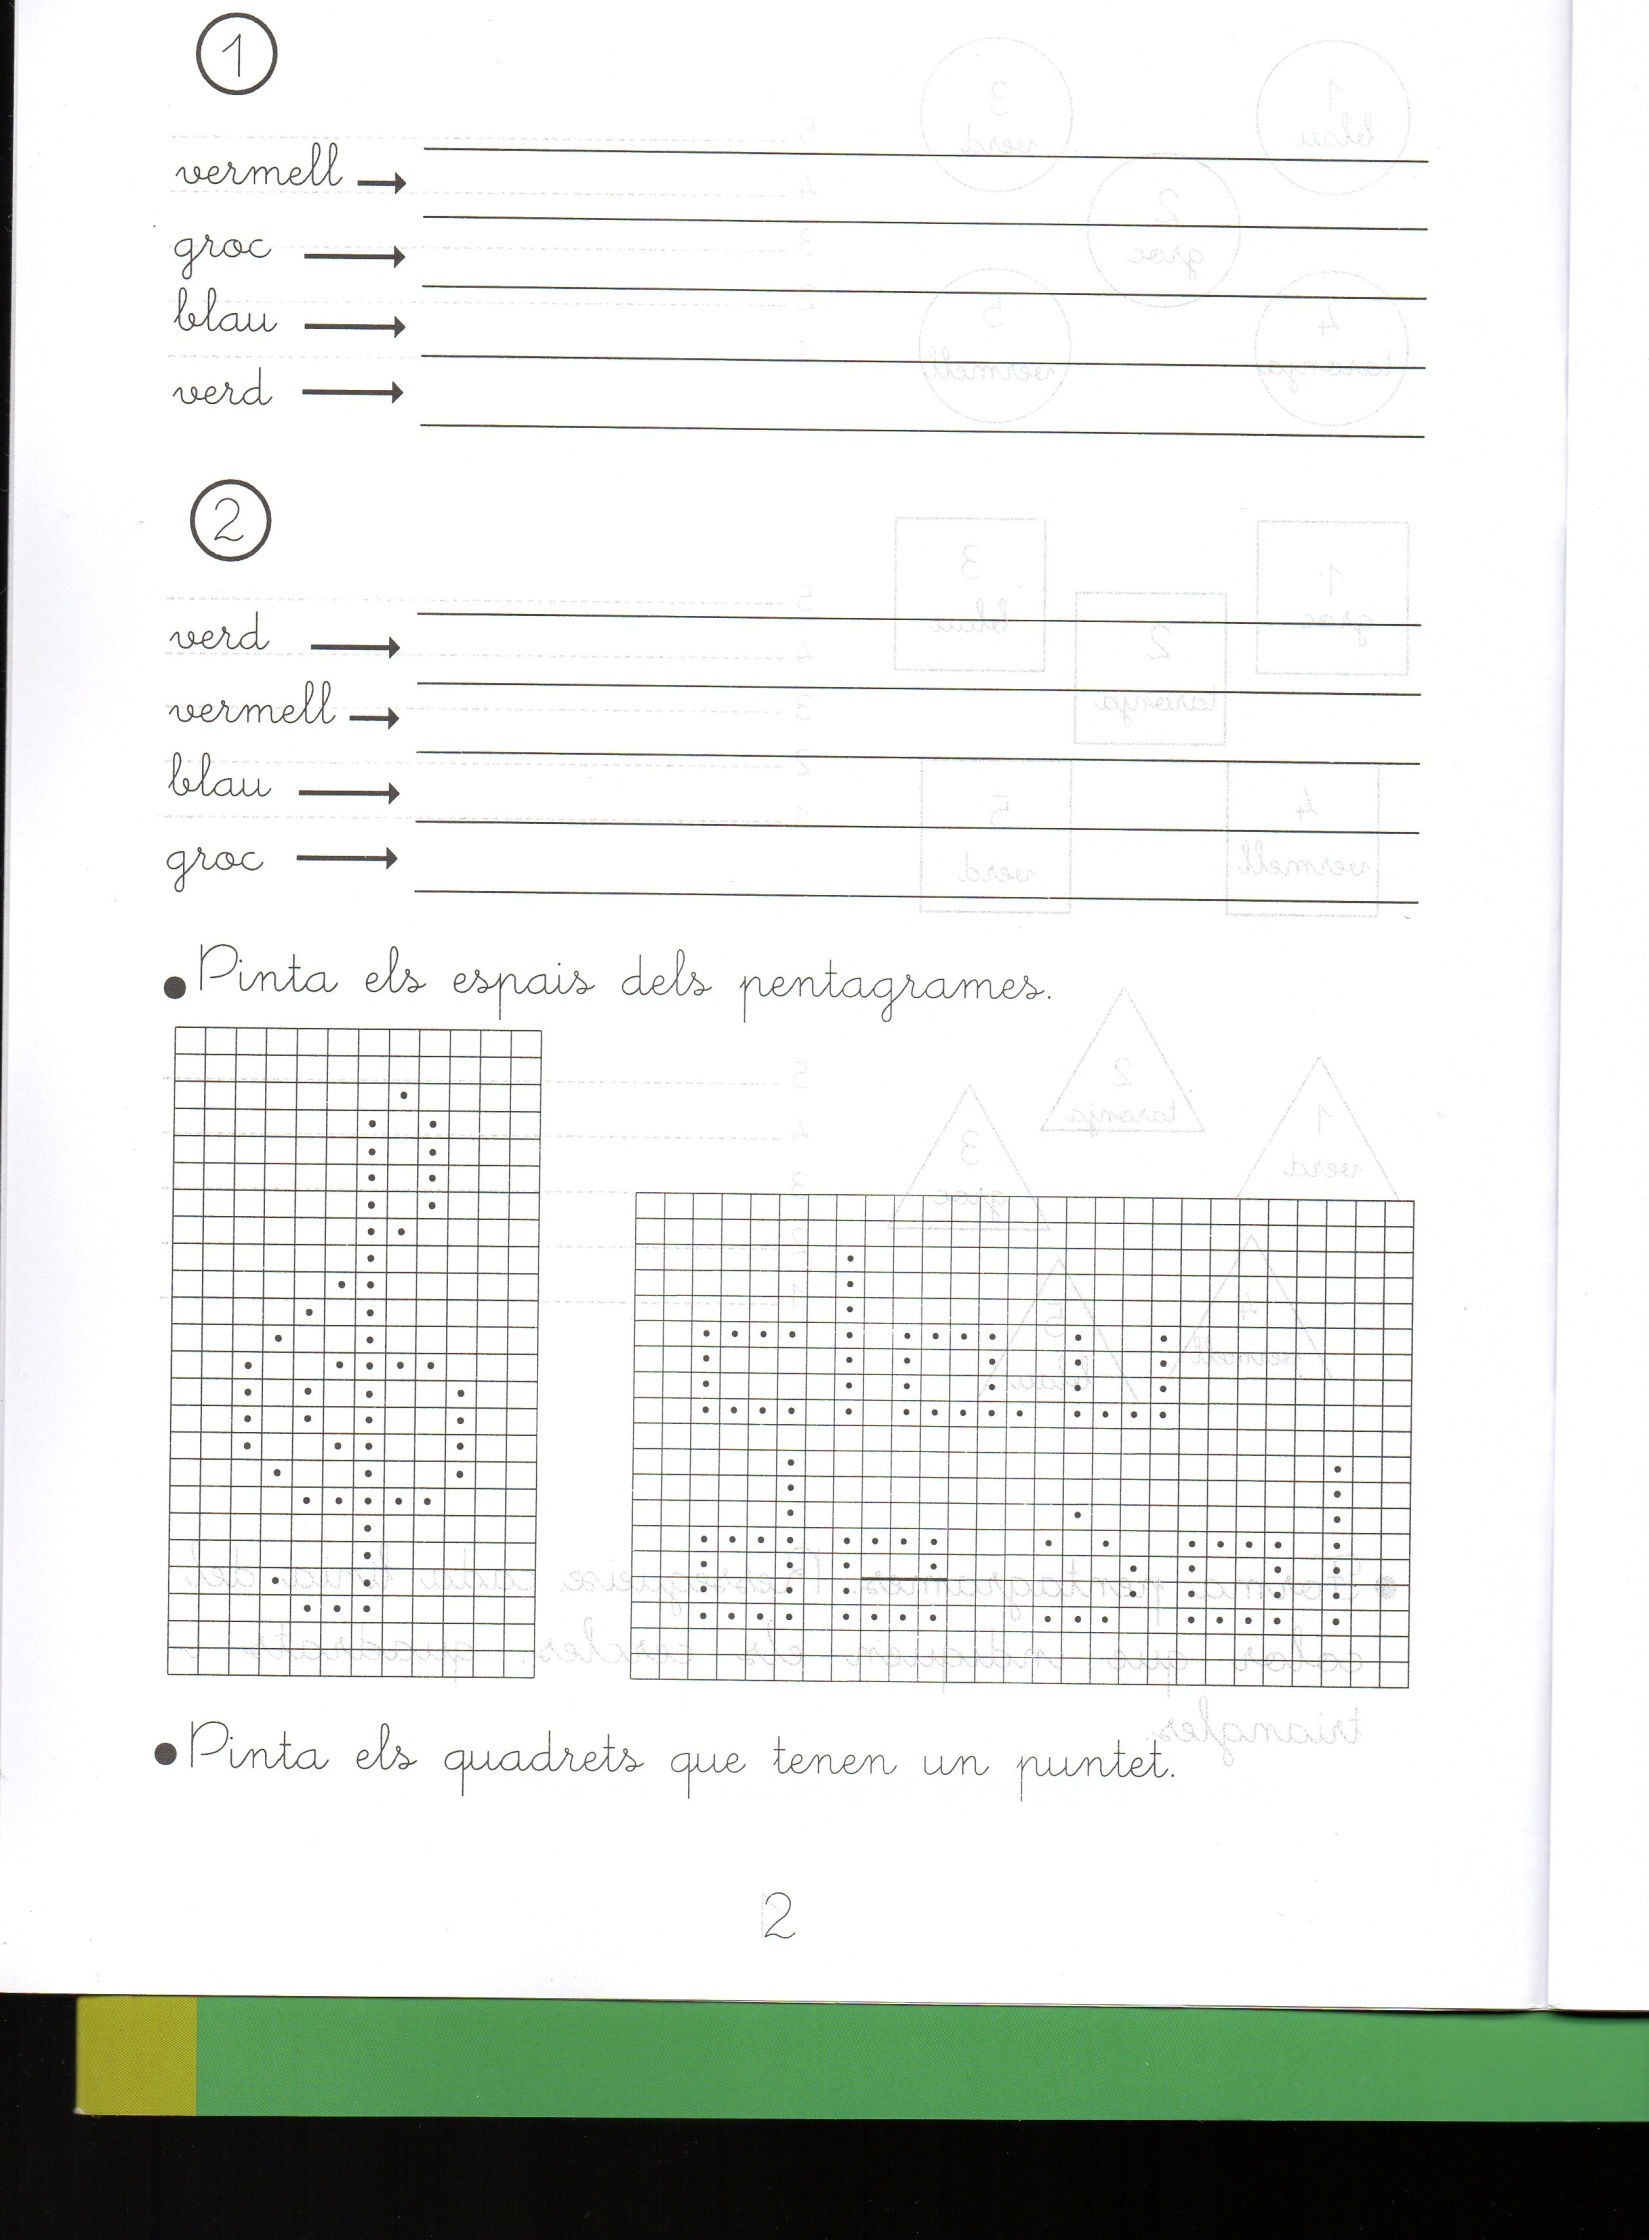 1
vermell
groc
blau
verd
2
verd
vermell
blau
groc
Pinta els espais dels pentagrames.
Pinta els quadrets que tenen un puntet.
2